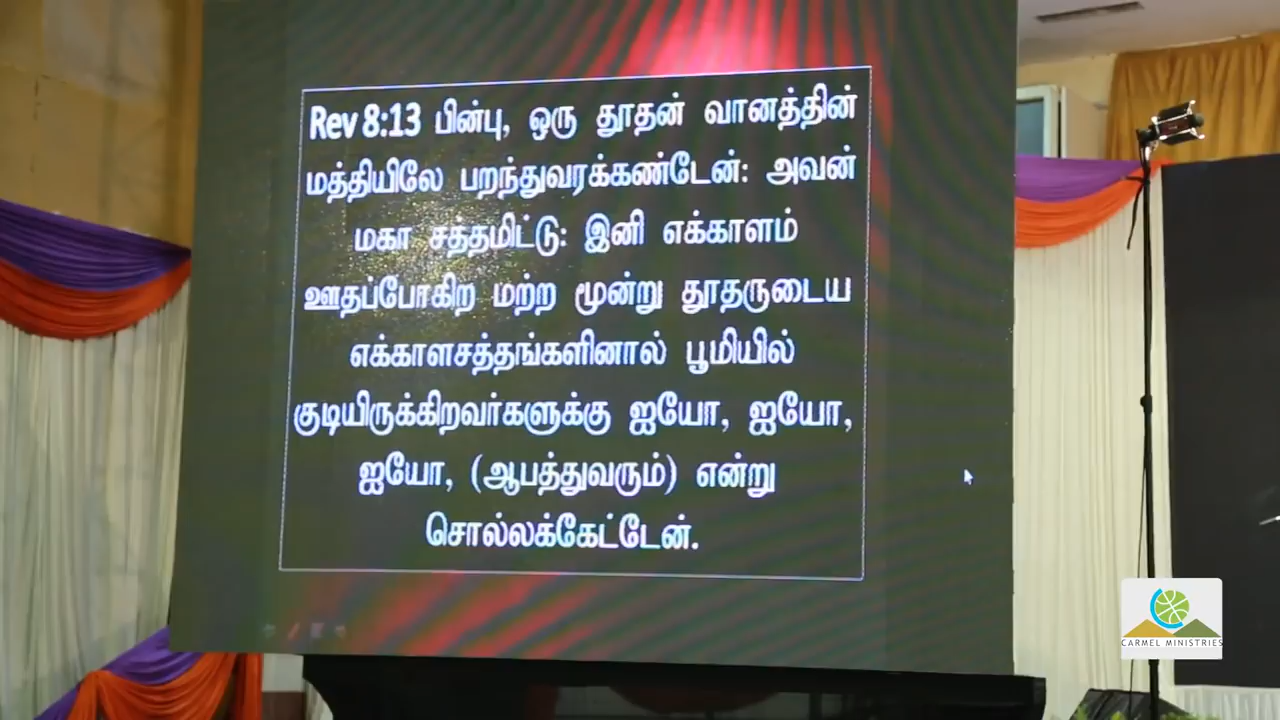 Rev 8:13 பின்பு, ஒரு தூதன் வானத்தின்
மத்தியிலே பறந்துவரக்கண்டேன்: அவன்
மகா சத்தமிட்டு: இனி எக்காளம்
ஊதப்போகிற மற்ற மூன்று தூதருடைய
எக்காளசத்தங்களினால் பூமியில்
குடியிருக்கிறவர்களுக்கு ஐயோ, ஐயோ,
ஐயோ, (ஆபத்துவரும்) என்று
சொல்லக்கேட்டேன்.
CARMEL MINISTRIES